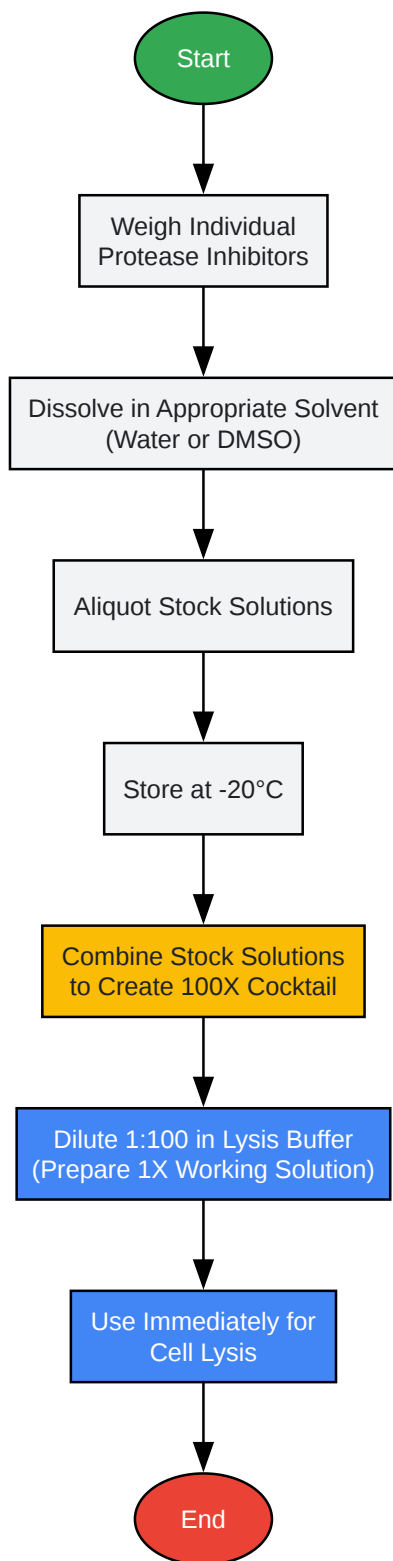 Start
Weigh Individual
Protease Inhibitors
Dissolve in Appropriate Solvent
(Water or DMSO)
Aliquot Stock Solutions
Store at -20°C
Combine Stock Solutions
to Create 100X Cocktail
Dilute 1:100 in Lysis Buffer
(Prepare 1X Working Solution)
Use Immediately for
Cell Lysis
End